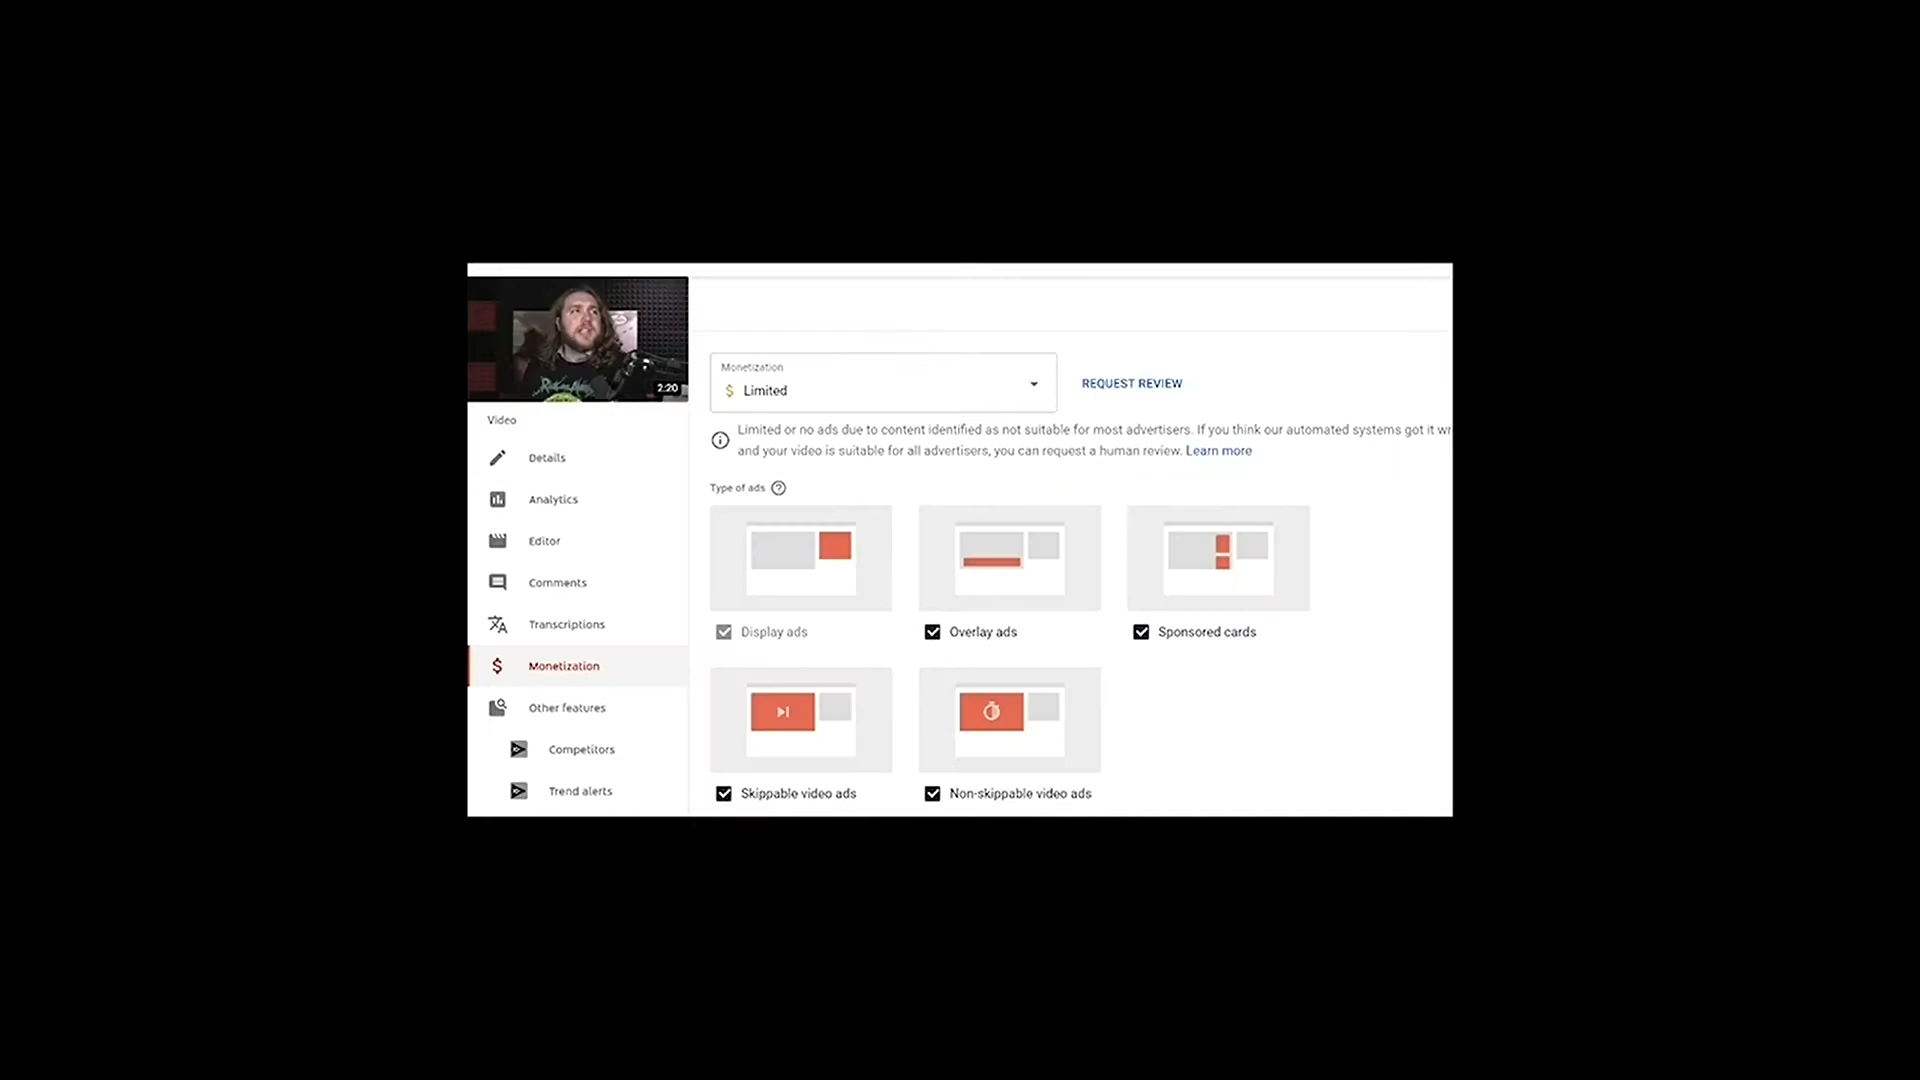 2:20
Video
Details
Analytics
Editor
Comments
Transcriptions
Monetization
Other features
Competitors
Trend alerts
Monetization
$ Limited
REQUEST REVIEW
Limited or no ads due to content identified as not suitable for most advertisers. If you think our automated systems got it wr
and your video is suitable for all advertisers, you can request a human review. Learn more
Type of ads
Display ads
Overlay ads
Sponsored cards
Skippable video ads
Non-skippable video ads